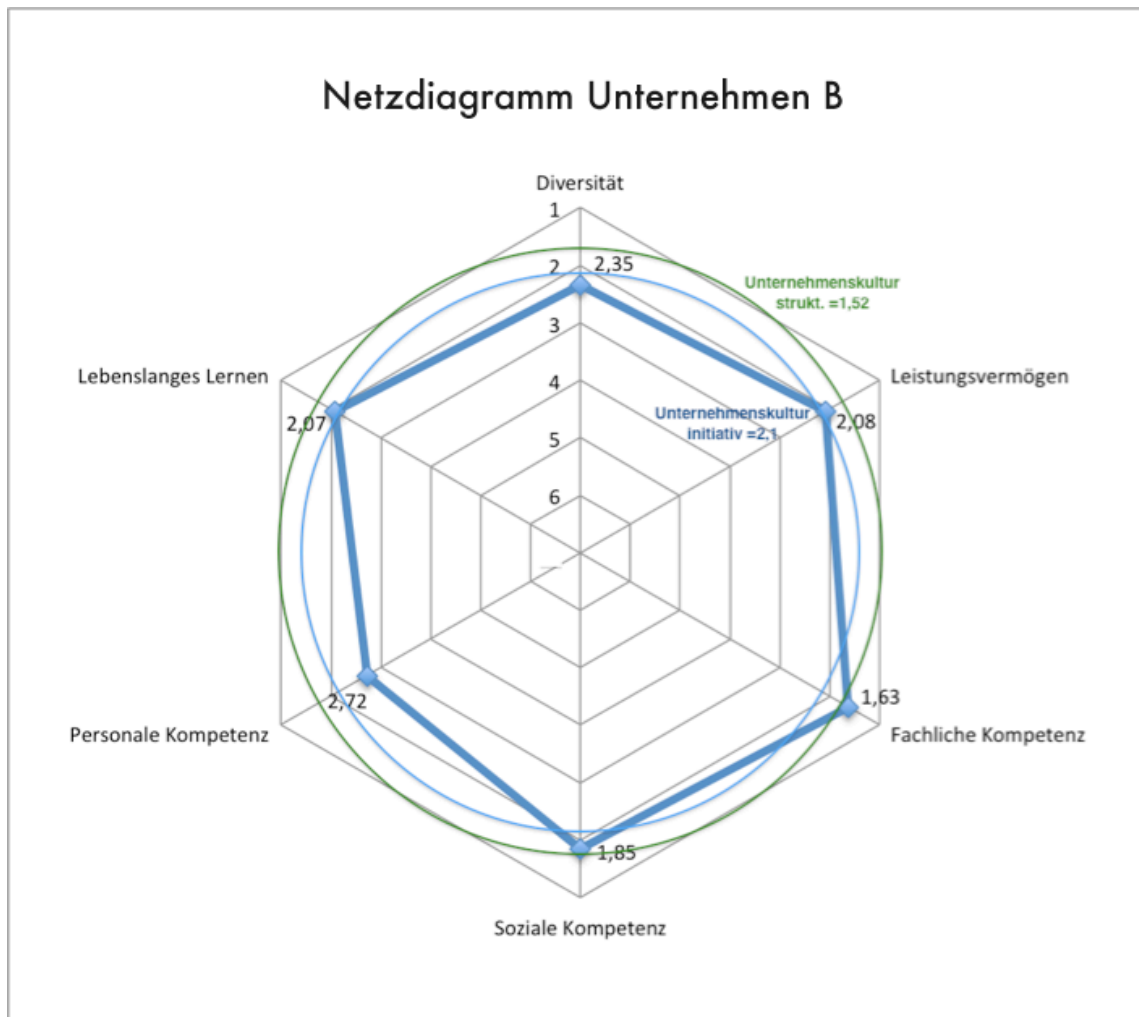 Netzdiagramm Unternehmen B
Diversität
1
2
2,35
Unternehmenskultur
strukt. =1,52
3
Lebenslanges Lernen
Leistungsvermögen
4
2,07
Unternehmenskultur
initiativ =2,1
2,08
5
6
2,72
1,63
Personale Kompetenz
Fachliche Kompetenz
1,85
Soziale Kompetenz